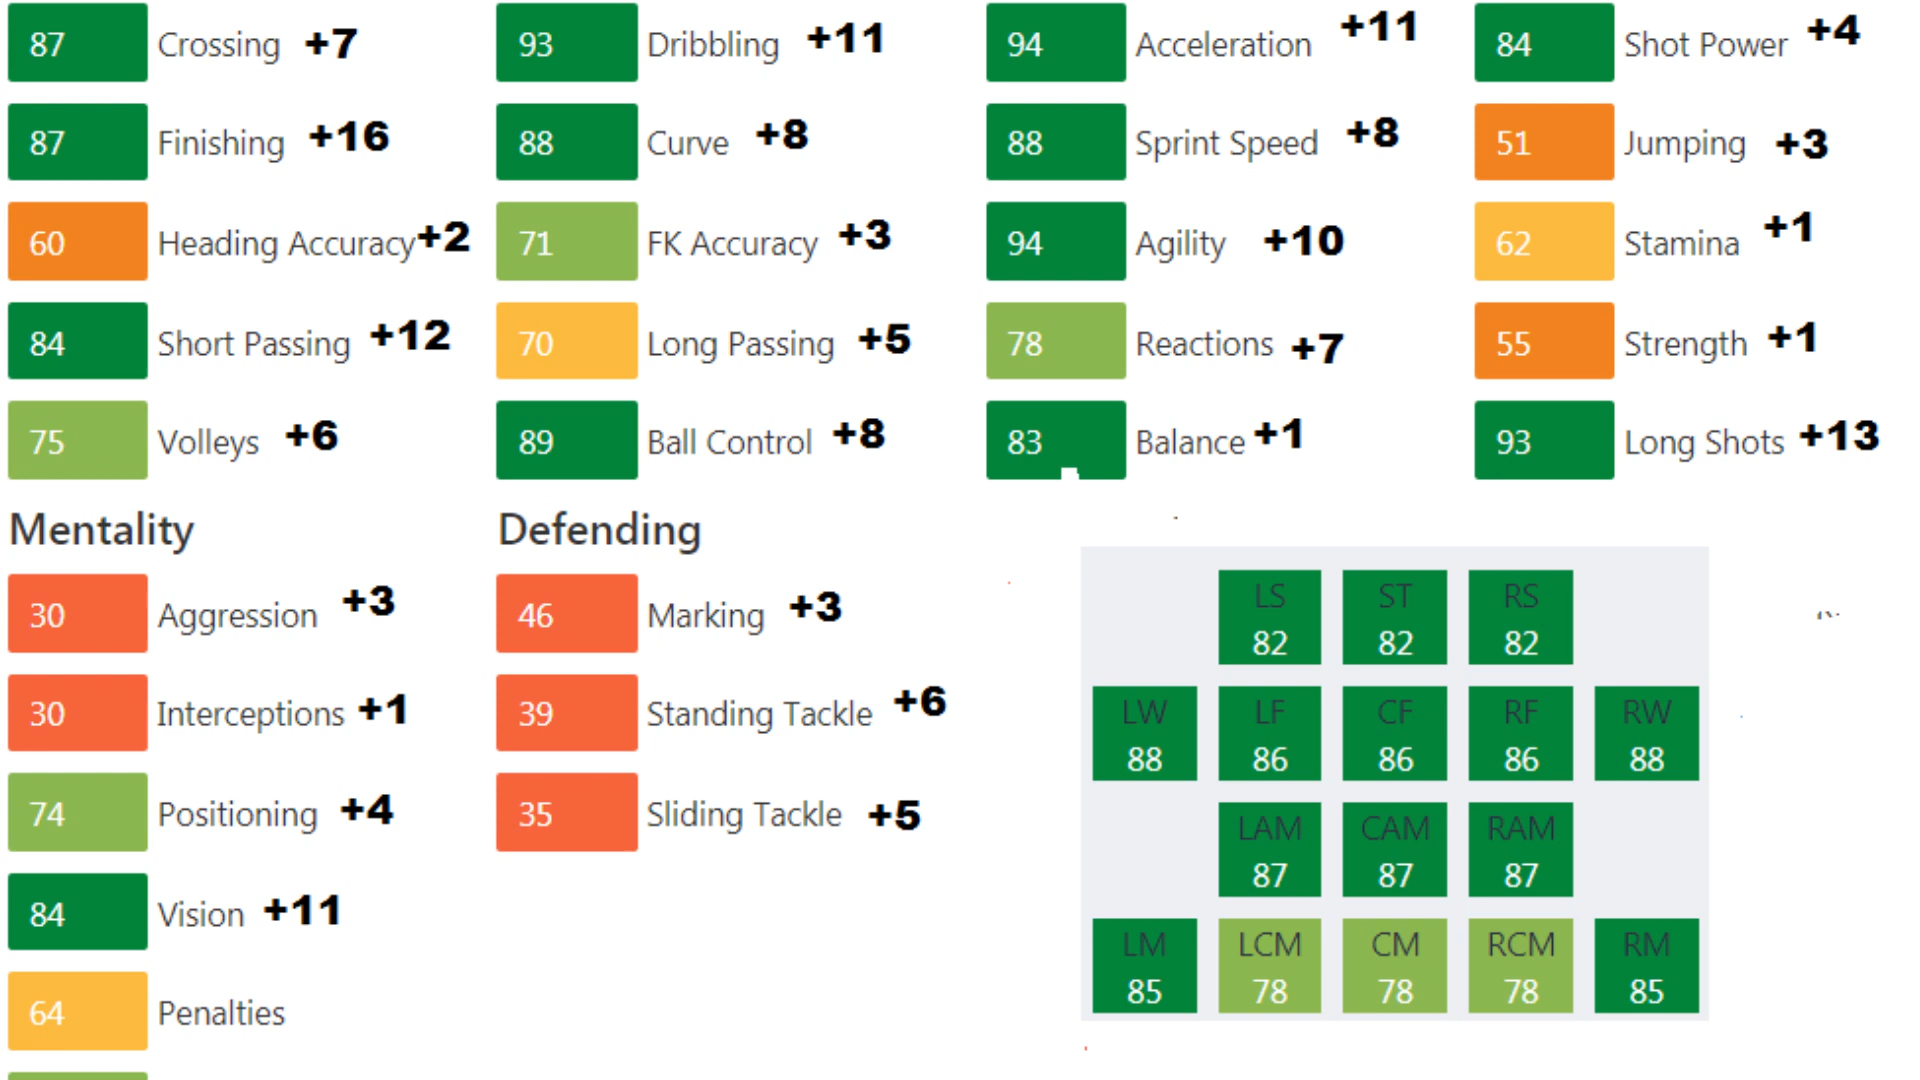 87 Crossing +7
87 Finishing +16
60 Heading Accuracy +2
84 Short Passing +12
75 Volleys +6
93 Dribbling +11
88 Curve +8
71 FK Accuracy +3
70 Long Passing +5
89 Ball Control +8
94 Acceleration +11
88 Sprint Speed +8
94 Agility +10
78 Reactions +7
83 Balance +1
84 Shot Power +4
51 Jumping +3
62 Stamina +1
55 Strength +1
93 Long Shots +13
Mentality
30 Aggression +3
30 Interceptions +1
74 Positioning +4
84 Vision +11
64 Penalties
Defending
46 Marking +3
39 Standing Tackle +6
35 Sliding Tackle +5
LS ST RS
82 82 82
LW LF CF RF RW
88 86 86 86 88
LAM CAM RAM
87 87 87
LM LCM CM RCM RM
85 78 78 78 85